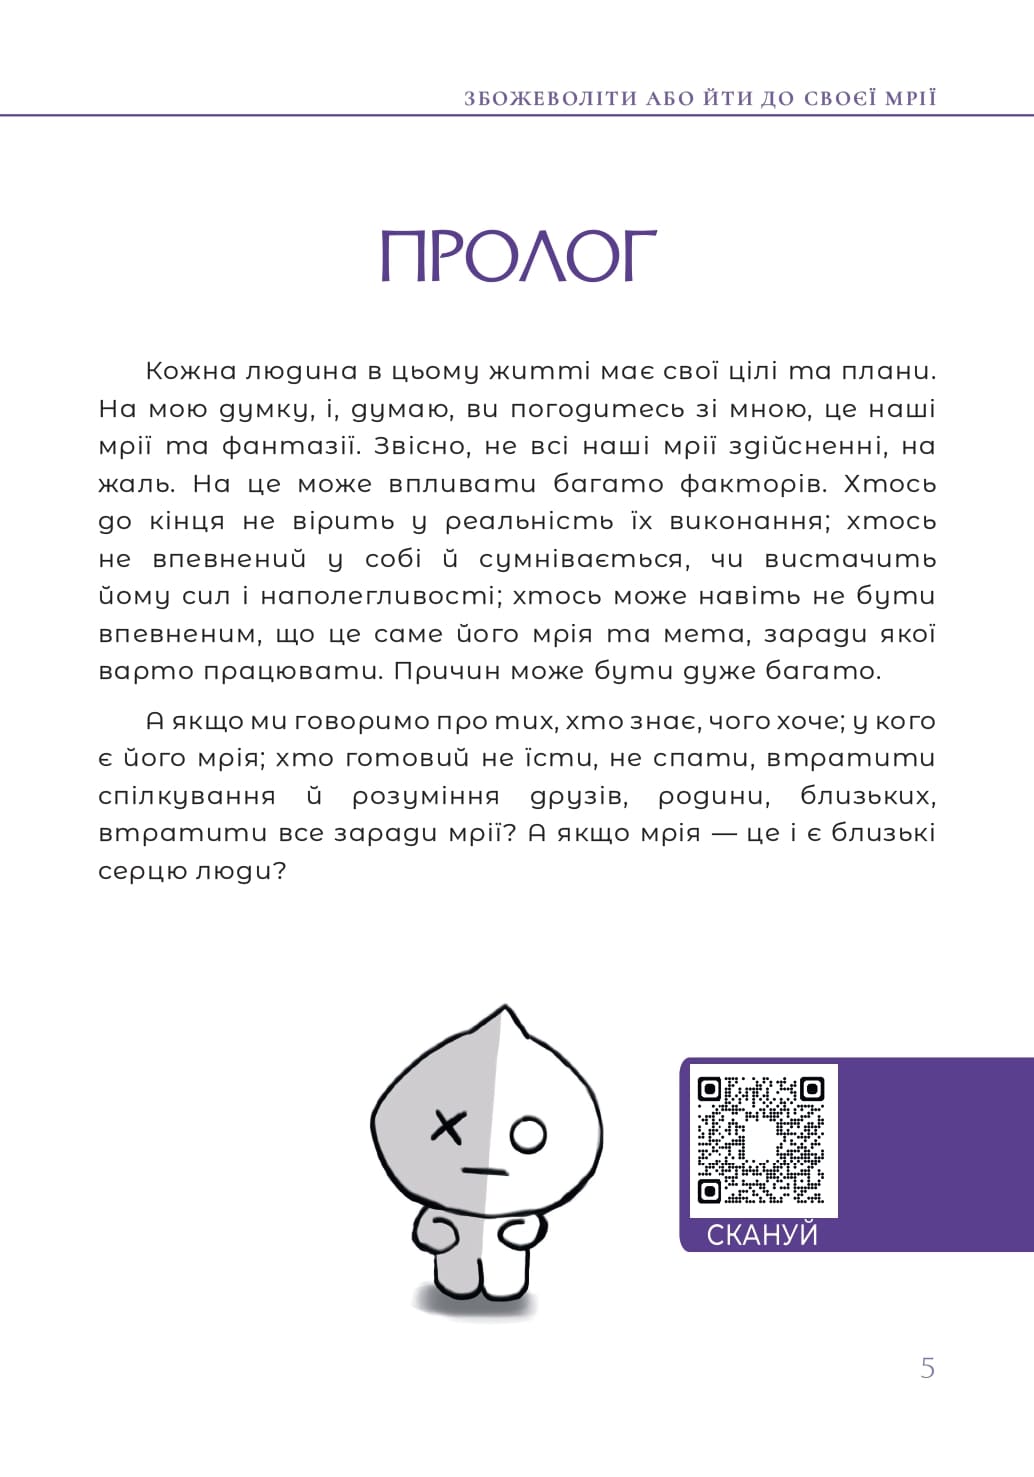 ЗБОЖЕВОЛІТИ АБО ЙТИ ДО СВОЄЇ МРІЇ
ПРОЛОГ
Кожна людина в цьому житті має свої цілі та плани.
На мою думку, і, думаю, ви погодитесь зі мною, це наші
мрії та фантазії. Звісно, не всі наші мрії здійсненні, на
жаль. На це може впливати багато факторів. Хтось
до кінця не вірить у реальність їх виконання; хтось
не впевнений у собі й сумнівається, чи вистачить
йому сил і наполегливості; хтось може навіть не бути
впевненим, що це саме його мрія та мета, заради якої
варто працювати. Причин може бути дуже багато.
А якщо ми говоримо про тих, хто знає, чого хоче; у кого
є його мрія; хто готовий не їсти, не спати, втратити
спілкування й розуміння друзів, родини, близьких,
втратити все заради мрії? А якщо мрія — це і є близькі
серцю люди?
СКАНУЙ
5